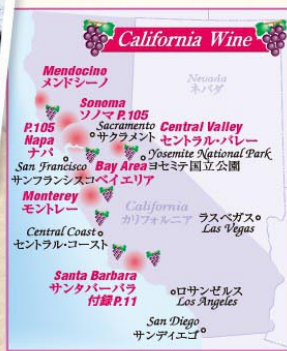 California Wine
Mendocino
メンドシーノ
Nevada
ネバダ
Sonoma
ソノマ P.105
P.105
Napa
ナパ
Sacramento
サクラメント
Central Valley
セントラル・バレー
Yosemite National Park
ヨセミテ国立公園
San Francisco
サンフランシスコ
Bay Area
ベイエリア
Monterey
モントレー
California
カリフォルニア
ラスベガス
Las Vegas
Central Coast
セントラル・コースト
Santa Barbara
サンタバーバラ
付録P.11
ロサンゼルス
Los Angeles
San Diego
サンディエゴ